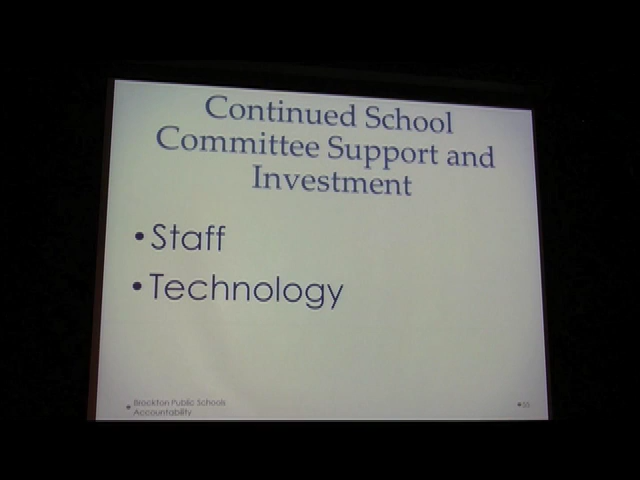 Continued School
Committee Support and
Investment
• Staff
• Technology
Brockton Public Schools
Accountability